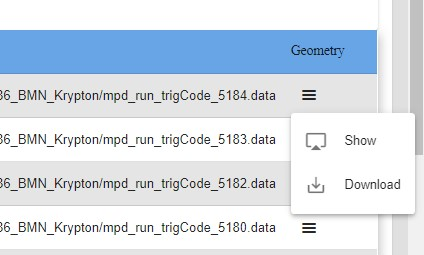 Geometry
36_BMN_Krypton/mpd_run_trigCode_5184.data
36_BMN_Krypton/mpd_run_trigCode_5183.data
Show
36_BMN_Krypton/mpd_run_trigCode_5182.data
Download
36_BMN_Krypton/mpd_run_trigCode_5180.data